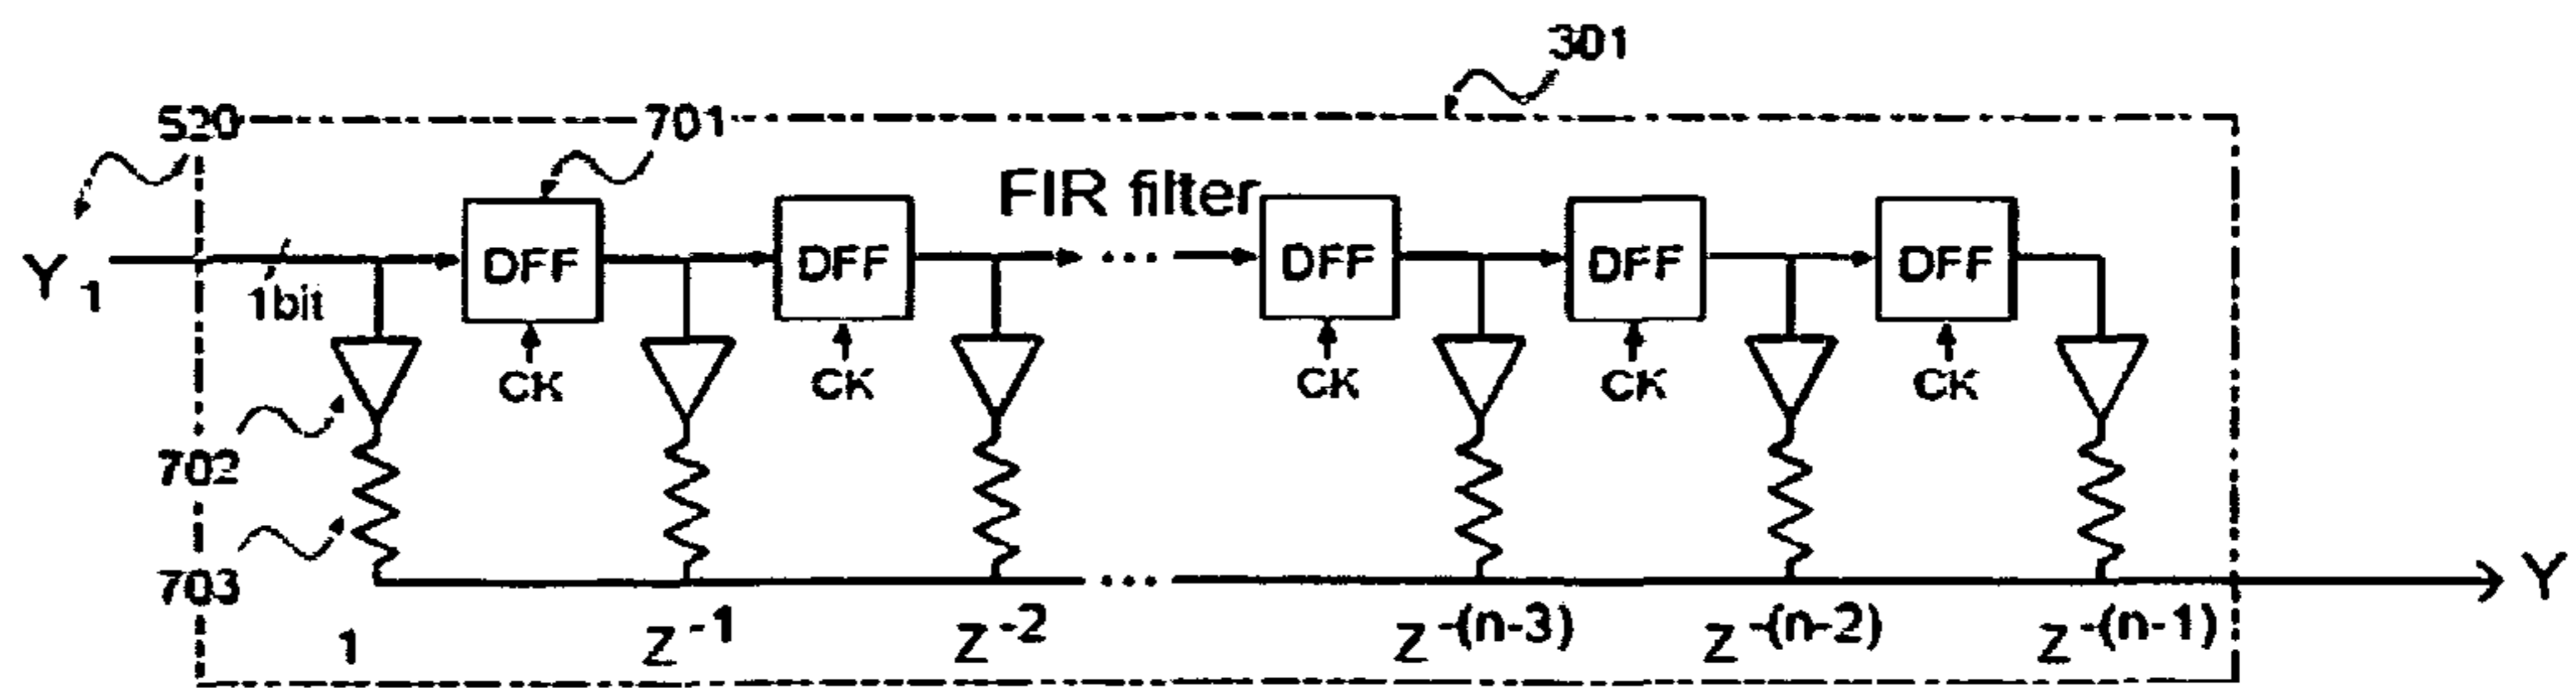 301
520
701
FIR filter
DFF DFF DFF DFF DFF
Y1
1bit
CK CK CK CK CK
702
703
Y
1 Z^-1 Z^-2 Z^-(n-3) Z^-(n-2) Z^-(n-1)